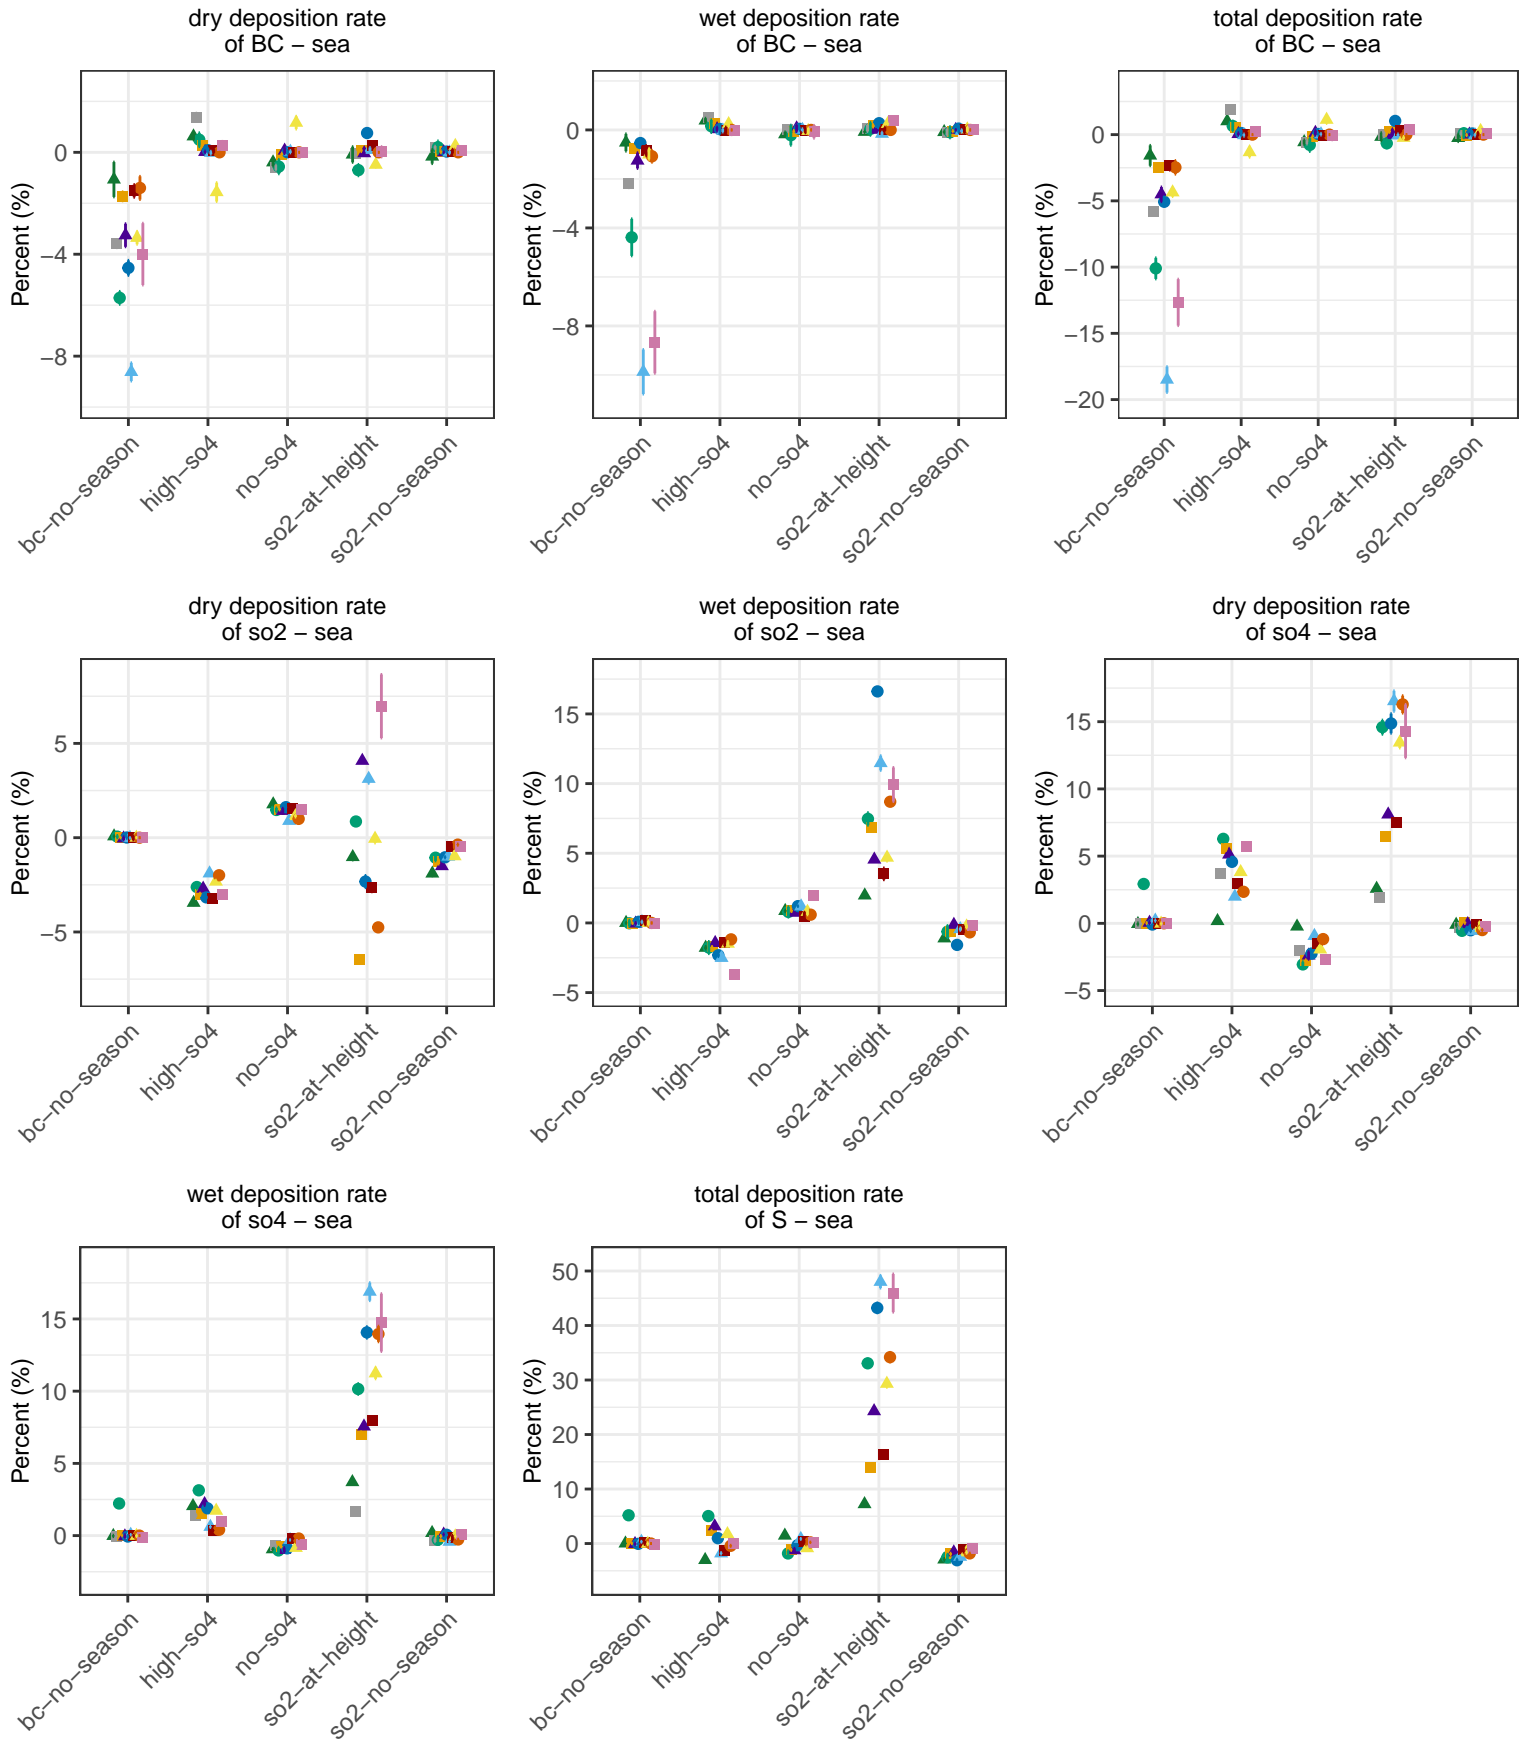 dry deposition rate
of BC − sea
wet deposition rate
of BC − sea
total deposition rate
of BC − sea
Percent (%)
0
−4
−8
bc−no−season
high−so4
no−so4
so2−at−height
so2−no−season
Percent (%)
0
−4
−8
bc−no−season
high−so4
no−so4
so2−at−height
so2−no−season
Percent (%)
0
−5
−10
−15
−20
bc−no−season
high−so4
no−so4
so2−at−height
so2−no−season
dry deposition rate
of so2 − sea
wet deposition rate
of so2 − sea
dry deposition rate
of so4 − sea
Percent (%)
5
0
−5
bc−no−season
high−so4
no−so4
so2−at−height
so2−no−season
Percent (%)
15
10
5
0
−5
bc−no−season
high−so4
no−so4
so2−at−height
so2−no−season
Percent (%)
15
10
5
0
−5
bc−no−season
high−so4
no−so4
so2−at−height
so2−no−season
wet deposition rate
of so4 − sea
total deposition rate
of S − sea
Percent (%)
15
10
5
0
bc−no−season
high−so4
no−so4
so2−at−height
so2−no−season
Percent (%)
50
40
30
20
10
0
bc−no−season
high−so4
no−so4
so2−at−height
so2−no−season